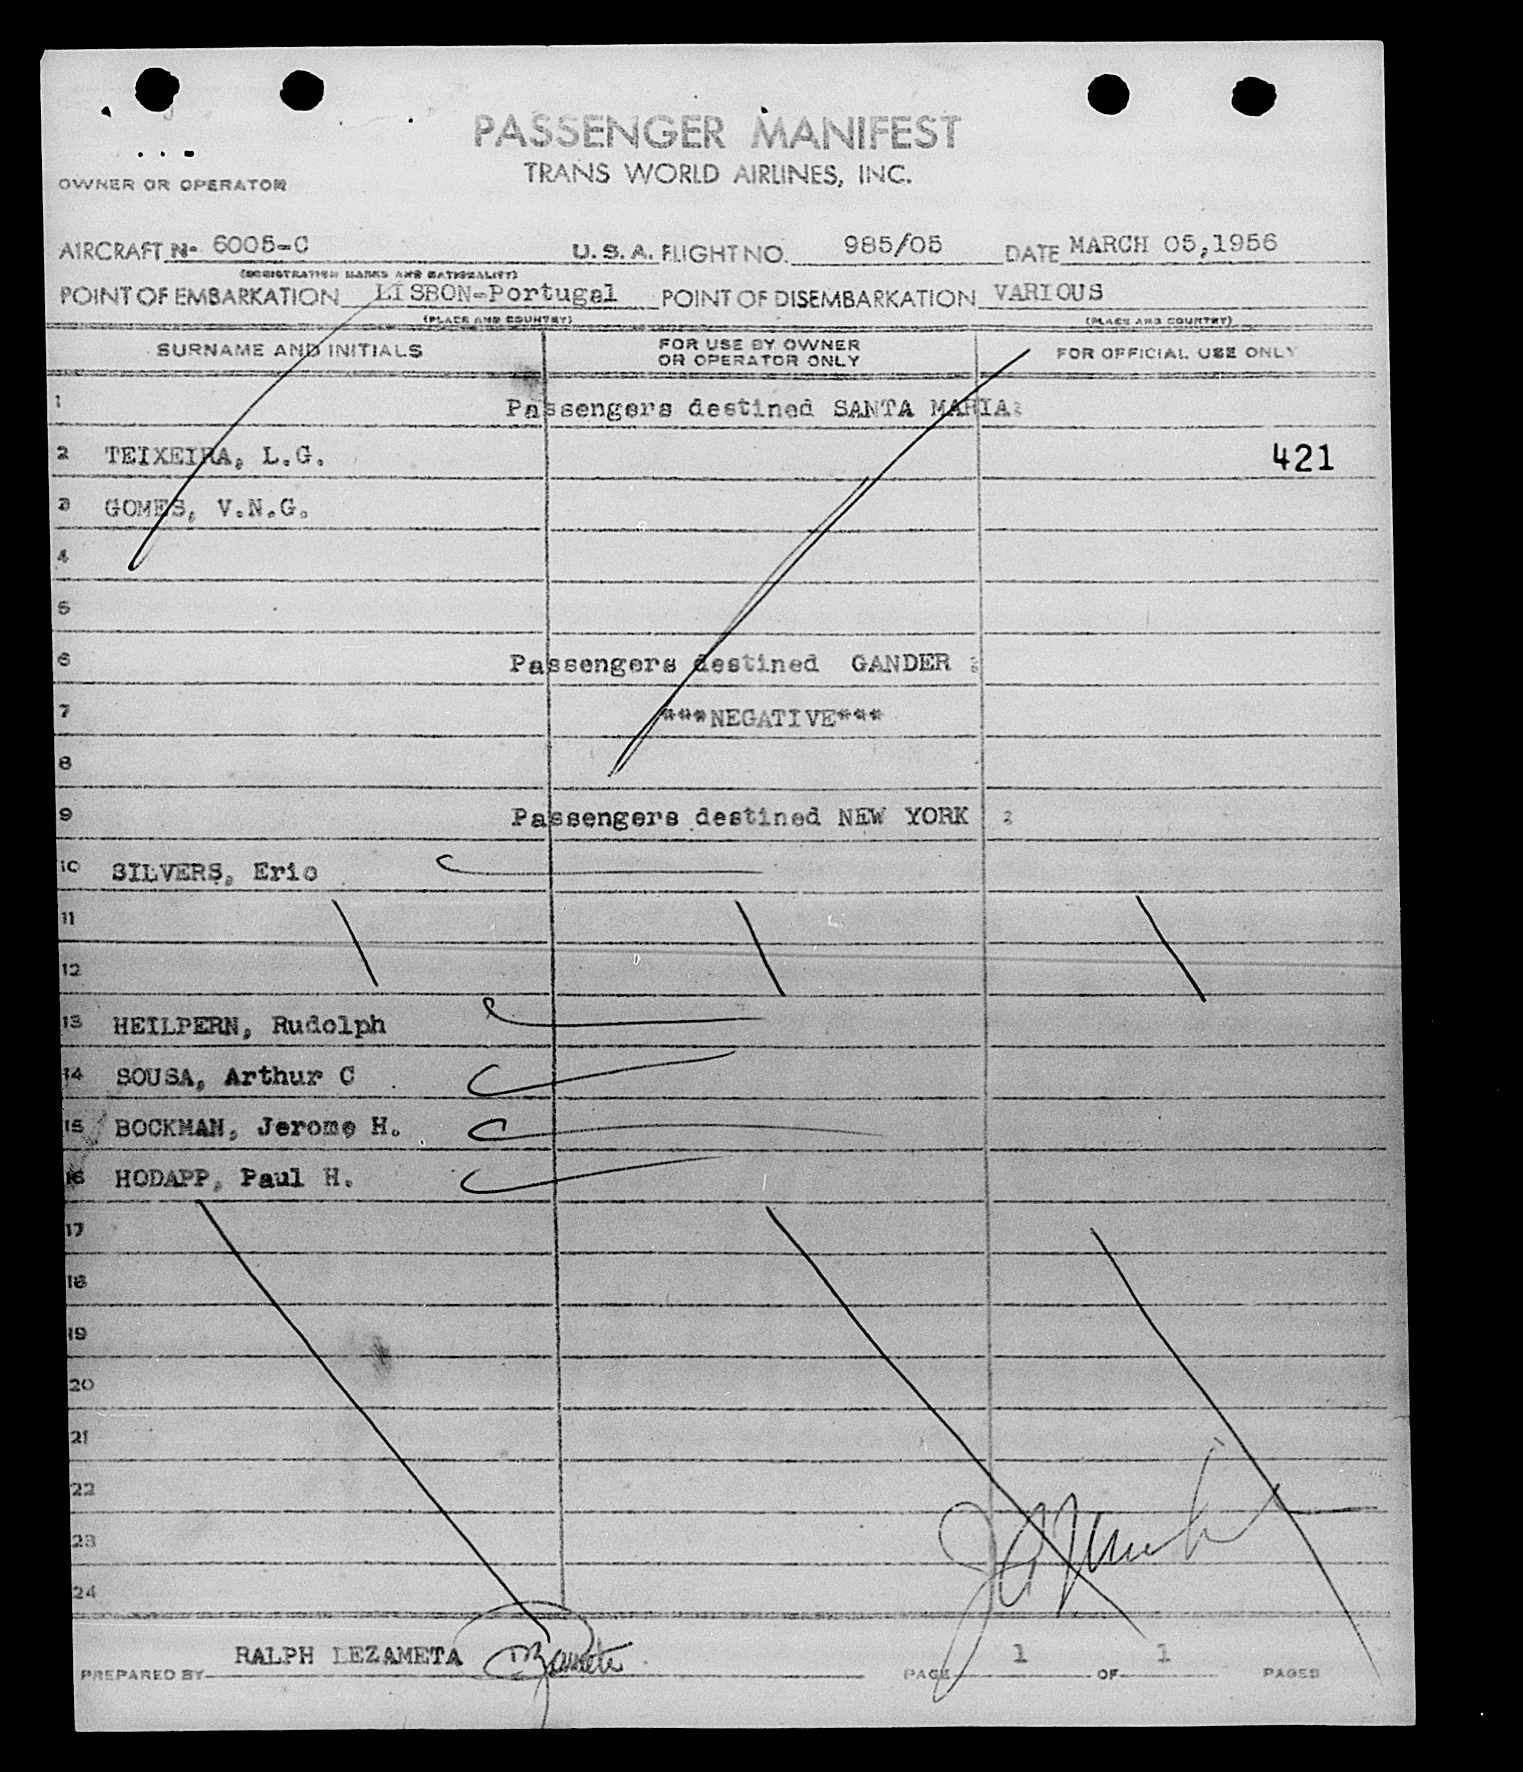 PASSENGER MANIFEST
TRANS WORLD AIRLINES, INC.
OWNER OR OPERATOR
AIRCRAFT No. 6005-C U.S.A. FLIGHT NO. 985/05 DATE MARCH 05,1956
(REGISTRATION MARKS AND NATIONALITY)
POINT OF EMBARKATION LISBON-Portugal POINT OF DISEMBARKATION VARIOUS
(PLACE AND COUNTRY) (PLACE AND COUNTRY)
SURNAME AND INITIALS FOR USE BY OWNER OR OPERATOR ONLY FOR OFFICIAL USE ONLY
1 Passengers destined SANTA MARIA:
2 TEIXEIRA, L.G. 421
3 GOMES, V.N.G.
4
5
6 Passengers destined GANDER :
7 ***NEGATIVE***
8
9 Passengers destined NEW YORK :
10 SILVERS, Eric
11
12
13 HEILPERN, Rudolph
14 SOUSA, Arthur C
15 BOCKMAN, Jerome H.
16 HODAPP, Paul H.
17
18
19
20
21
22
23
24
PREPARED BY RALPH LEZAMETA PAGE 1 OF 1 PAGES